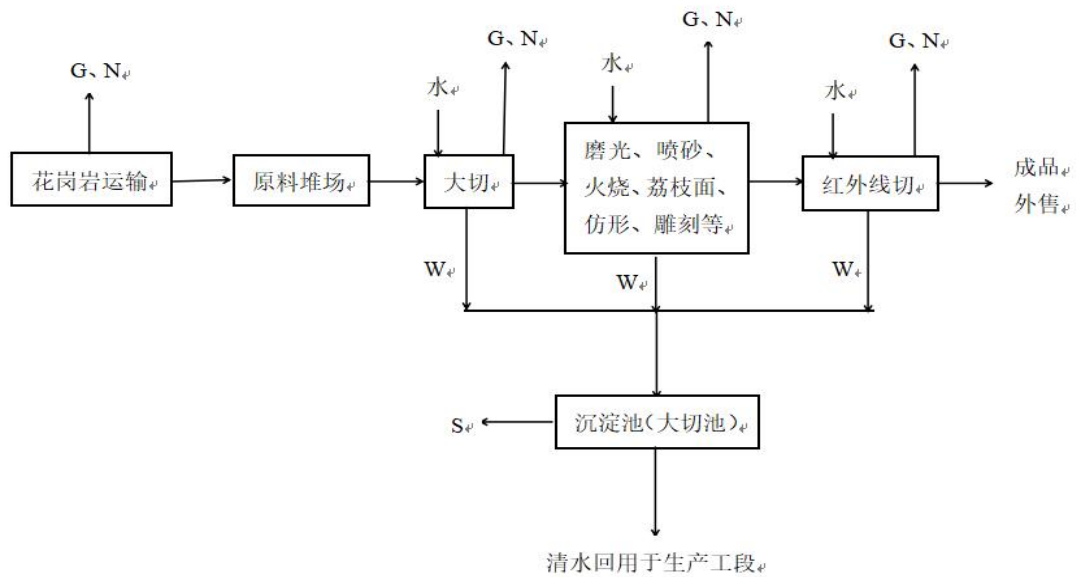 G、N
G、N
G、N
G、N
水
水
水
花岗岩运输
原料堆场
大切
磨光、喷砂、
火烧、荔枝面、
仿形、雕刻等
红外线切
成品
外售
W
W
W
沉淀池(大切池)
S
清水回用于生产工段